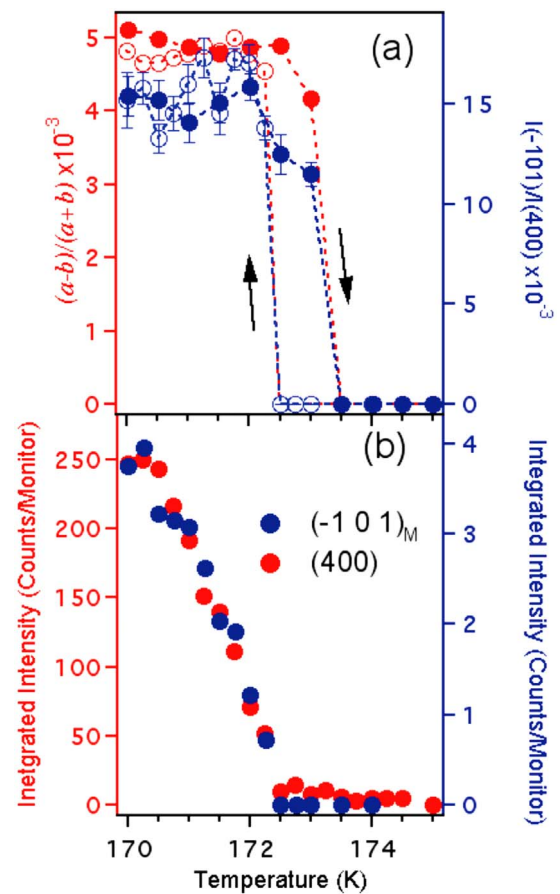 (a)
5
4
3
2
1
0
(a-b)/(a+b) x10-3
15
10
5
0
I(-101)/I(400) x10-3
(b)
250
200
150
100
50
0
Inetgrated Intensity (Counts/Monitor)
(-1 0 1)M
(400)
4
3
2
1
0
Integrated Intensity
(Counts/Monitor)
170
172
174
Temperature (K)